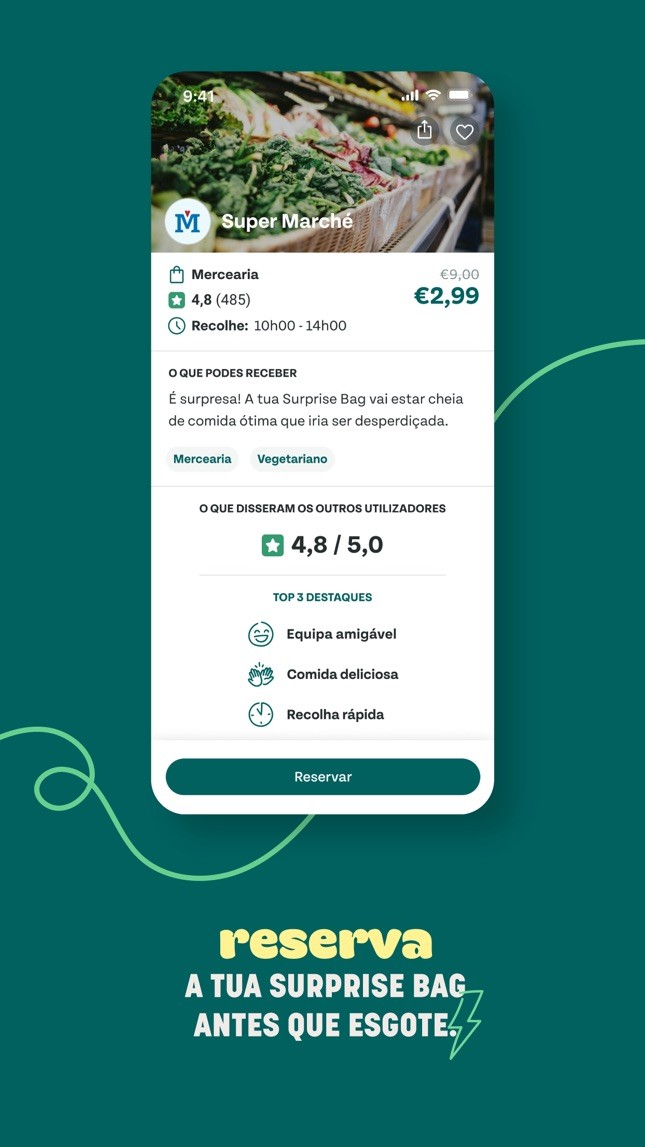 9:41
M
Super Marché
Mercearia
€9,00
4,8 (485)
€2,99
Recolhe: 10h00 - 14h00
O QUE PODES RECEBER
É surpresa! A tua Surprise Bag vai estar cheia
de comida ótima que iria ser desperdiçada.
Mercearia Vegetariano
O QUE DISSERAM OS OUTROS UTILIZADORES
4,8 / 5,0
TOP 3 DESTAQUES
Equipa amigável
Comida deliciosa
Recolha rápida
Reservar
reserva
A TUA SURPRISE BAG
ANTES QUE ESGOTE.